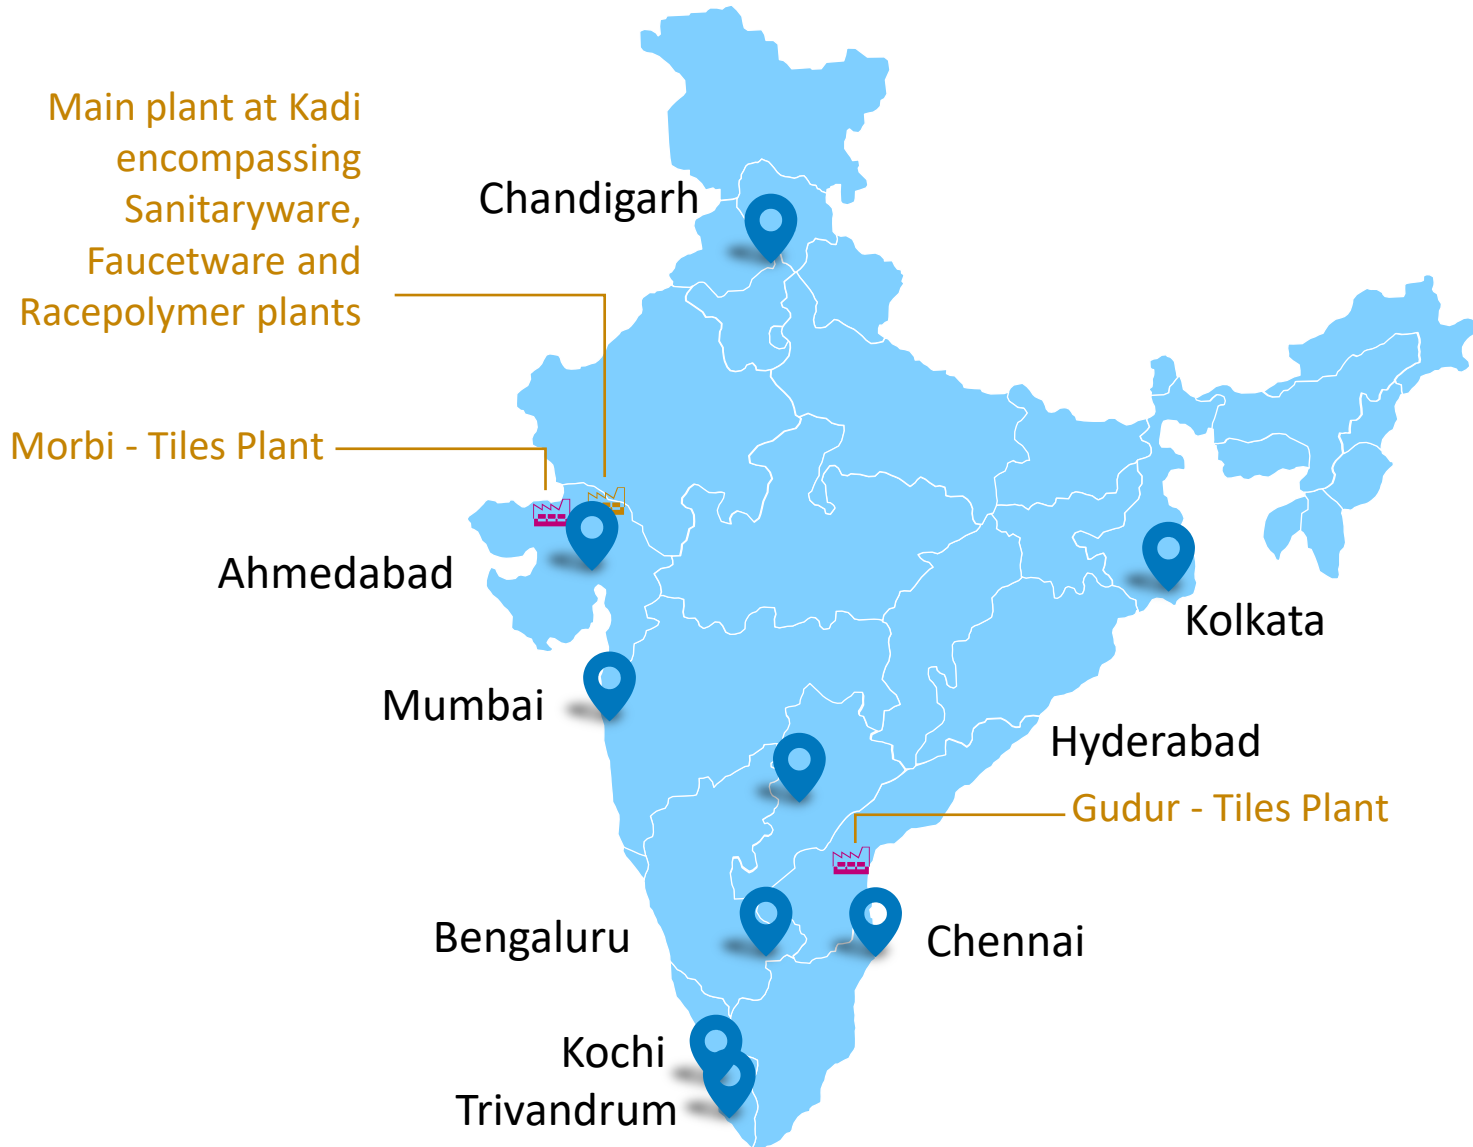 Main plant at Kadi
encompassing
Sanitaryware,
Faucetware and
Racepolymer plants
Chandigarh
Morbi - Tiles Plant
Ahmedabad
Kolkata
Mumbai
Hyderabad
Gudur - Tiles Plant
Bengaluru
Chennai
Kochi
Trivandrum